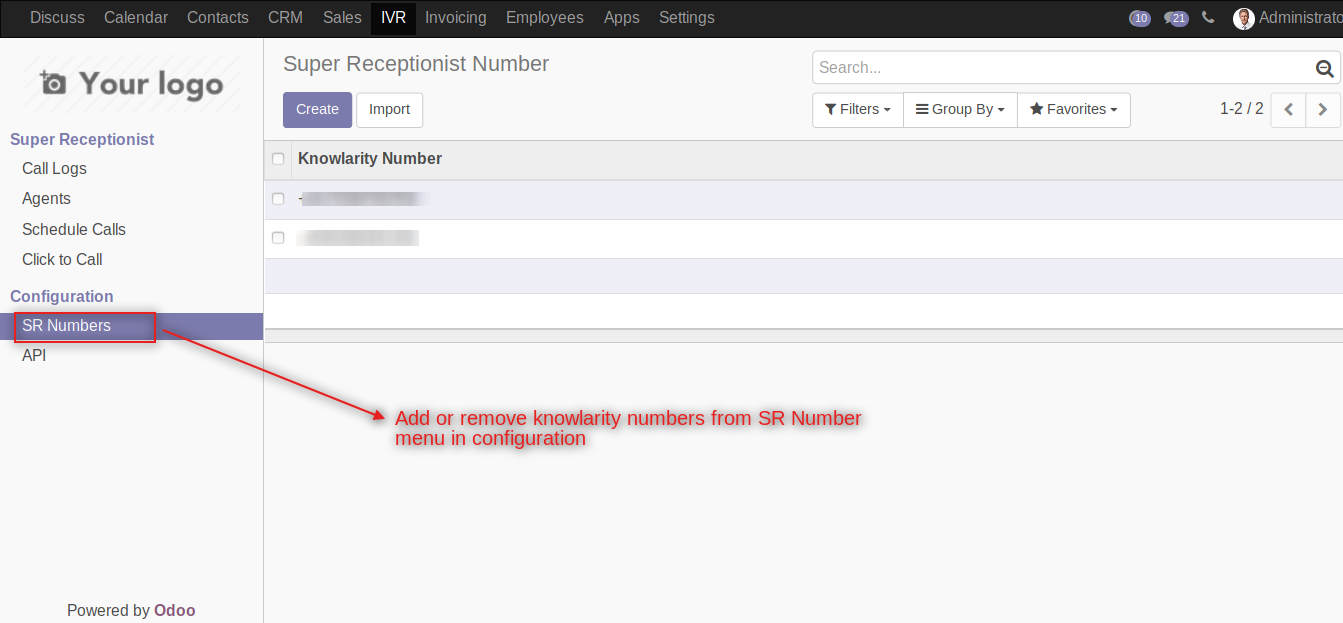 Discuss Calendar Contacts CRM Sales IVR Invoicing Employees Apps Settings 10 21 Administrato
Your logo
Super Receptionist
Call Logs
Agents
Schedule Calls
Click to Call
Configuration
SR Numbers
API
Powered by Odoo
Super Receptionist Number
Search...
Create Import
Filters Group By Favorites 1-2 / 2
Knowlarity Number
Add or remove knowlarity numbers from SR Number
menu in configuration